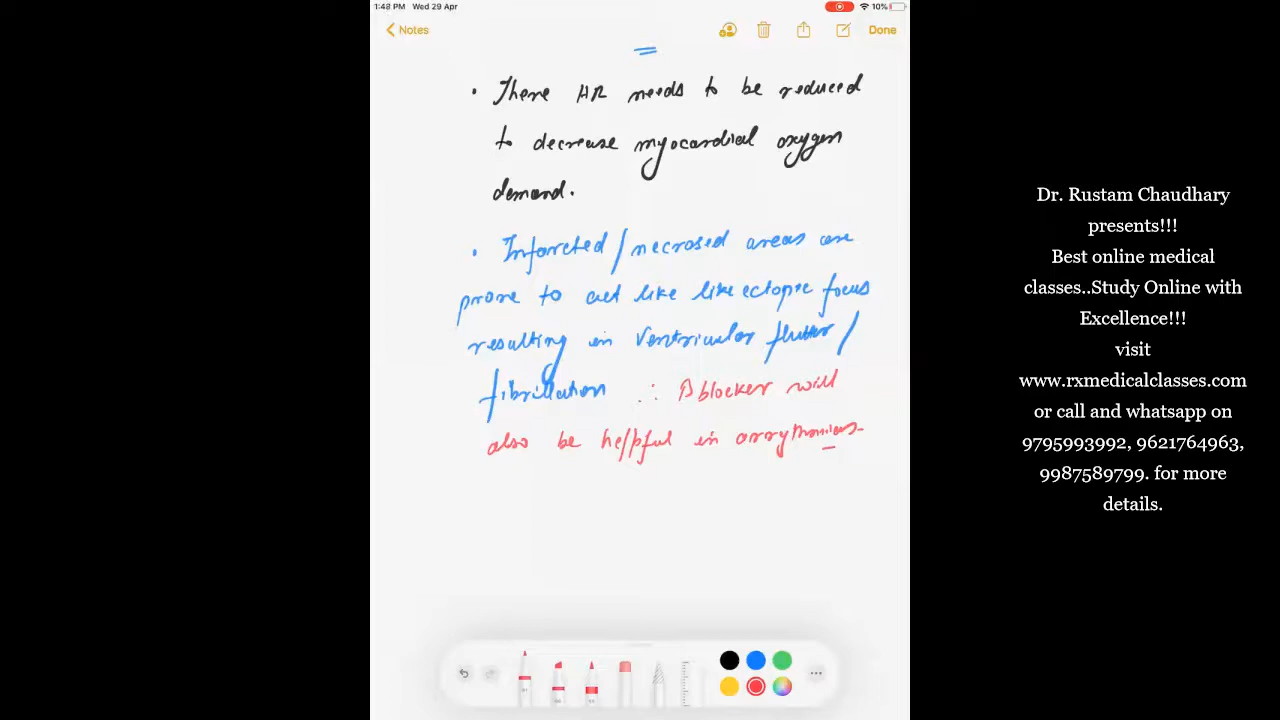 1:48 PM Wed 29 Apr
10%
Notes
Done
• There HR needs to be reduced
to decrease myocardial oxygen
demand.
• Infarcted / necrosed areas are
prone to act like like ectopic focus
resulting in ventricular flutter /
fibrillation ∴ β blocker will
also be helpful in arrythmias.
Dr. Rustam Chaudhary
presents!!!
Best online medical
classes..Study Online with
Excellence!!!
visit
www.rxmedicalclasses.com
or call and whatsapp on
9795993992, 9621764963,
9987589799. for more
details.